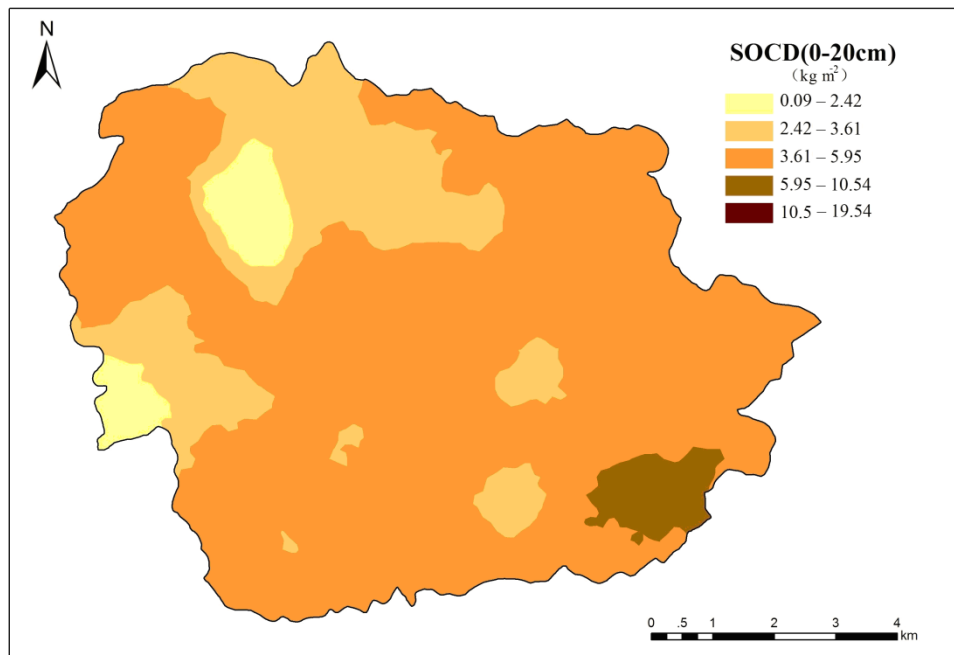 N
SOCD(0-20cm)
(kg m⁻²)
0.09 – 2.42
2.42 – 3.61
3.61 – 5.95
5.95 – 10.54
10.5 – 19.54
0 .5 1 2 3 4
km